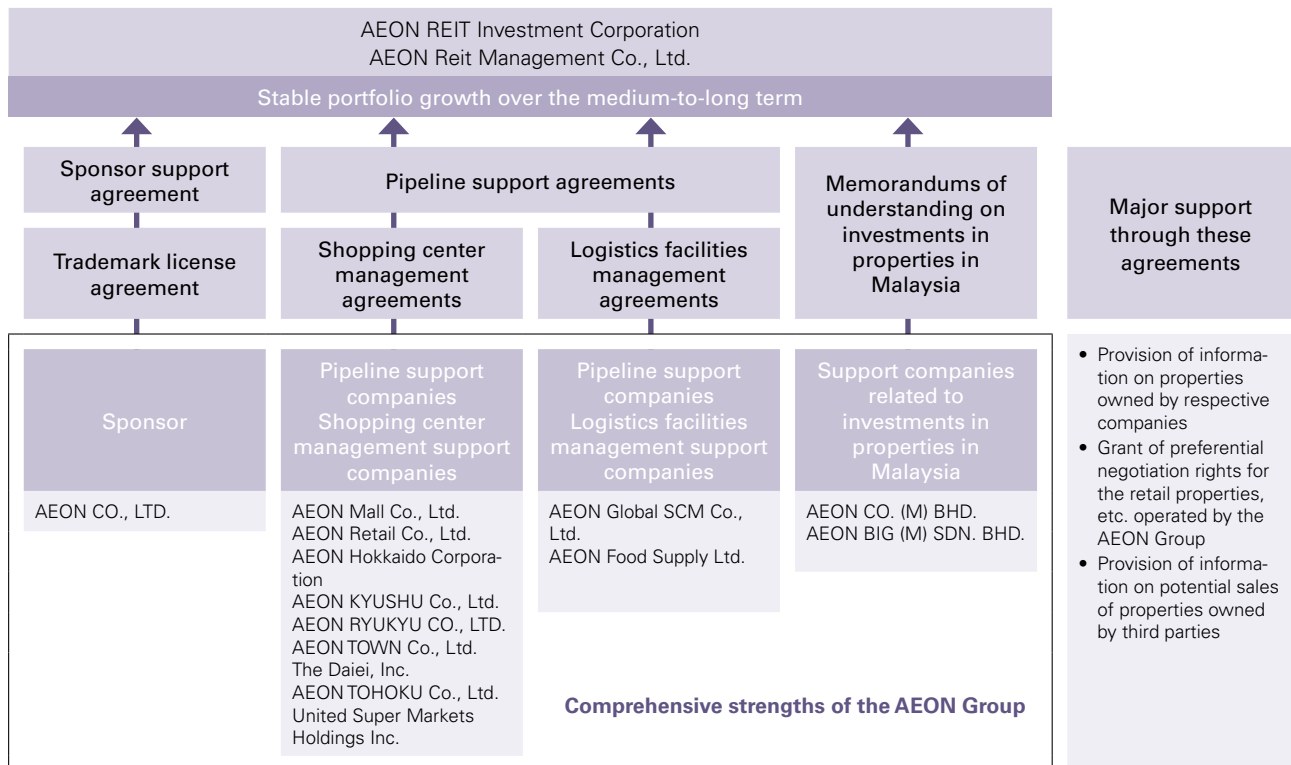 AEON REIT Investment Corporation
AEON Reit Management Co., Ltd.
Stable portfolio growth over the medium-to-long term
Sponsor support
agreement
Pipeline support agreements
Trademark license
agreement
Shopping center
management
agreements
Logistics facilities
management
agreements
Memorandums of
understanding on
investments in
properties in
Malaysia
Major support
through these
agreements
Sponsor
AEON CO., LTD.
Pipeline support
companies
Shopping center
management support
companies
AEON Mall Co., Ltd.
AEON Retail Co., Ltd.
AEON Hokkaido Corpora-
tion
AEON KYUSHU Co., Ltd.
AEON RYUKYU CO., LTD.
AEON TOWN Co., Ltd.
The Daiei, Inc.
AEON TOHOKU Co., Ltd.
United Super Markets
Holdings Inc.
Pipeline support
companies
Logistics facilities
management support
companies
AEON Global SCM Co.,
Ltd.
AEON Food Supply Ltd.
Support companies
related to
investments in
properties in
Malaysia
AEON CO. (M) BHD.
AEON BIG (M) SDN. BHD.
Comprehensive strengths of the AEON Group
• Provision of informa-
tion on properties
owned by respective
companies
• Grant of preferential
negotiation rights for
the retail properties,
etc. operated by the
AEON Group
• Provision of informa-
tion on potential sales
of properties owned
by third parties